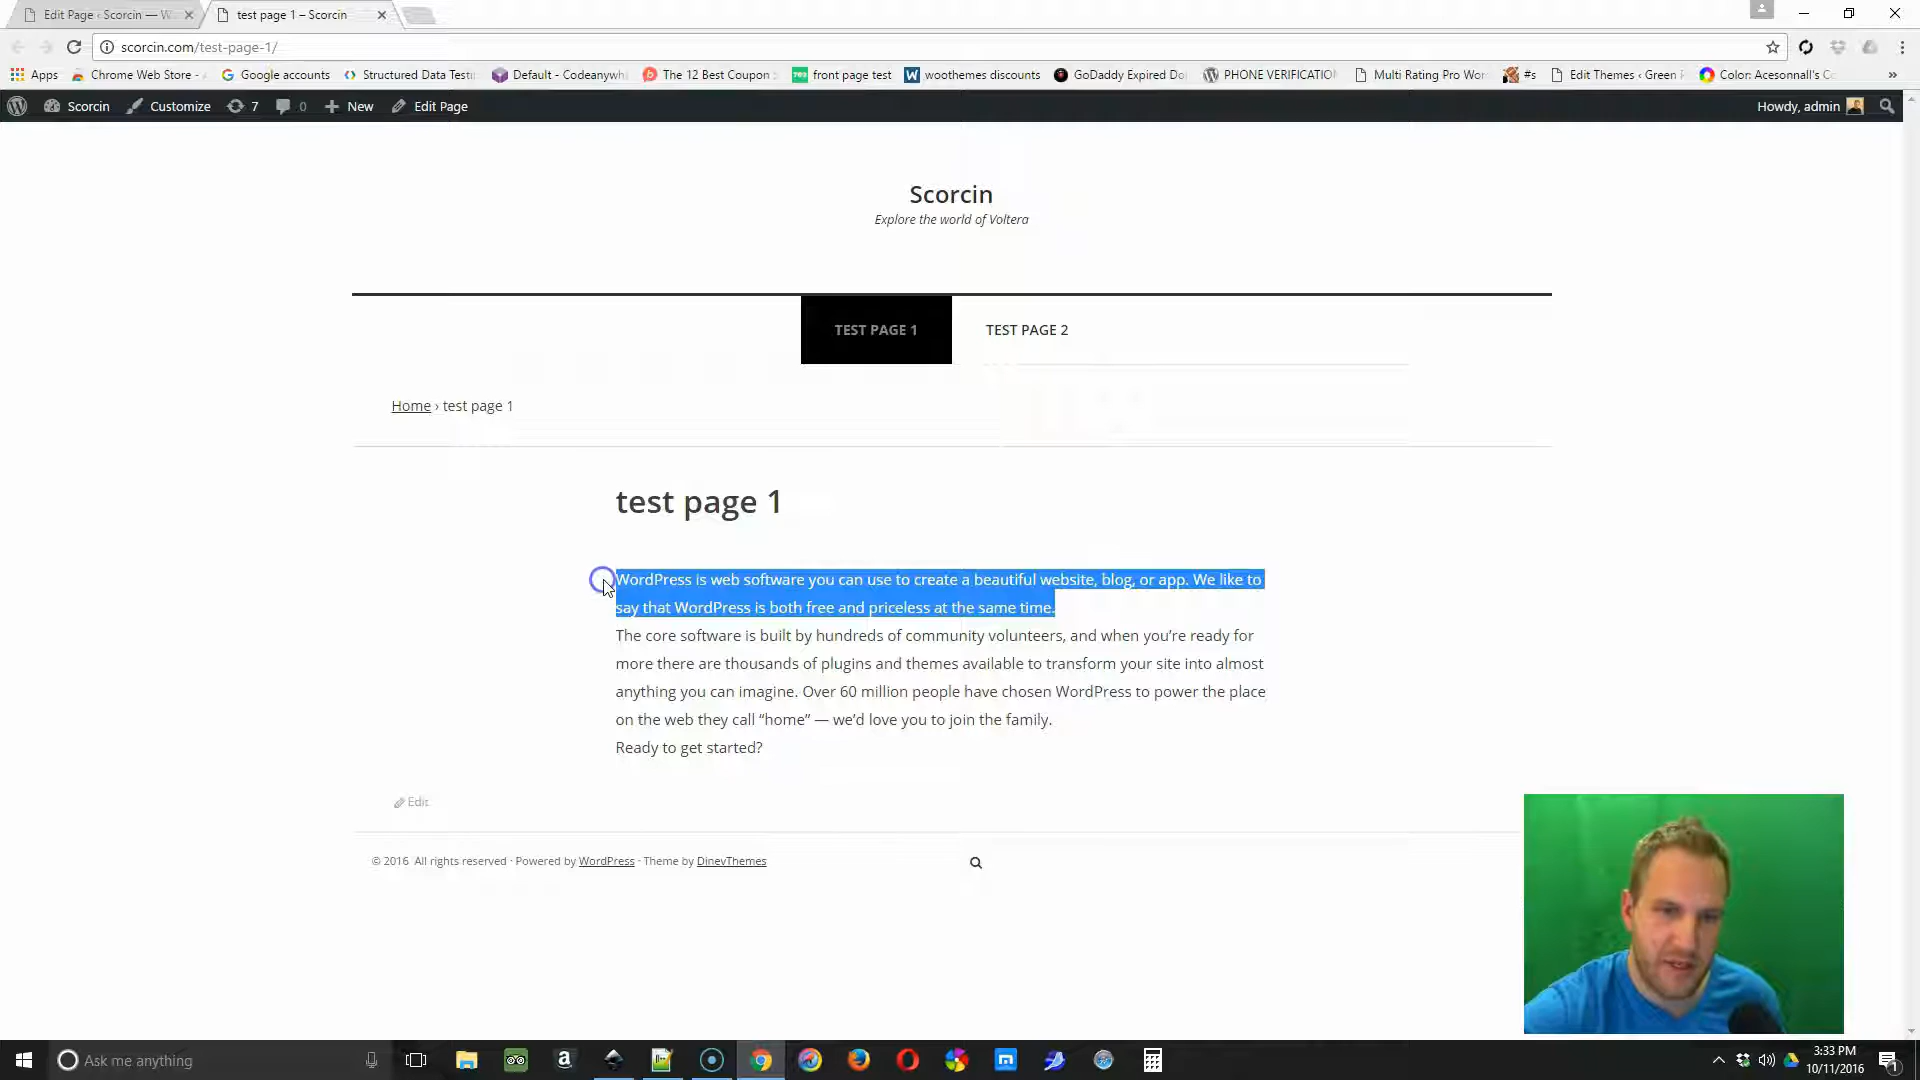 Edit Page ‹ Scorcin — W
test page 1 – Scorcin
scorcin.com/test-page-1/
Apps
Chrome Web Store -
Google accounts
Structured Data Testi
Default - Codeanywh
The 12 Best Coupon
front page test
woothemes discounts
GoDaddy Expired Do
PHONE VERIFICATIO
Multi Rating Pro Wor
#s
Edit Themes ‹ Green
Color: Acesonnall's C
»
Scorcin
Customize
7
0
New
Edit Page
Howdy, admin
Scorcin
Explore the world of Voltera
TEST PAGE 1
TEST PAGE 2
Home › test page 1
test page 1
WordPress is web software you can use to create a beautiful website, blog, or app. We like to
say that WordPress is both free and priceless at the same time.
The core software is built by hundreds of community volunteers, and when you’re ready for
more there are thousands of plugins and themes available to transform your site into almost
anything you can imagine. Over 60 million people have chosen WordPress to power the place
on the web they call “home” — we’d love you to join the family.
Ready to get started?
Edit
© 2016 All rights reserved · Powered by WordPress · Theme by DinevThemes
Ask me anything
3:33 PM
10/11/2016
1